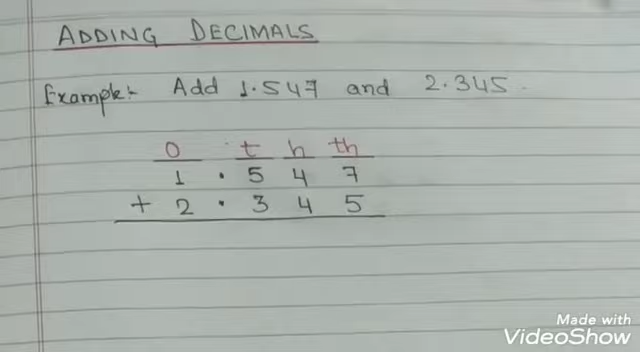 ADDING DECIMALS
Example:- Add 1.547 and 2.345.
O t h th
1 . 5 4 7
+ 2 . 3 4 5
Made with
VideoShow